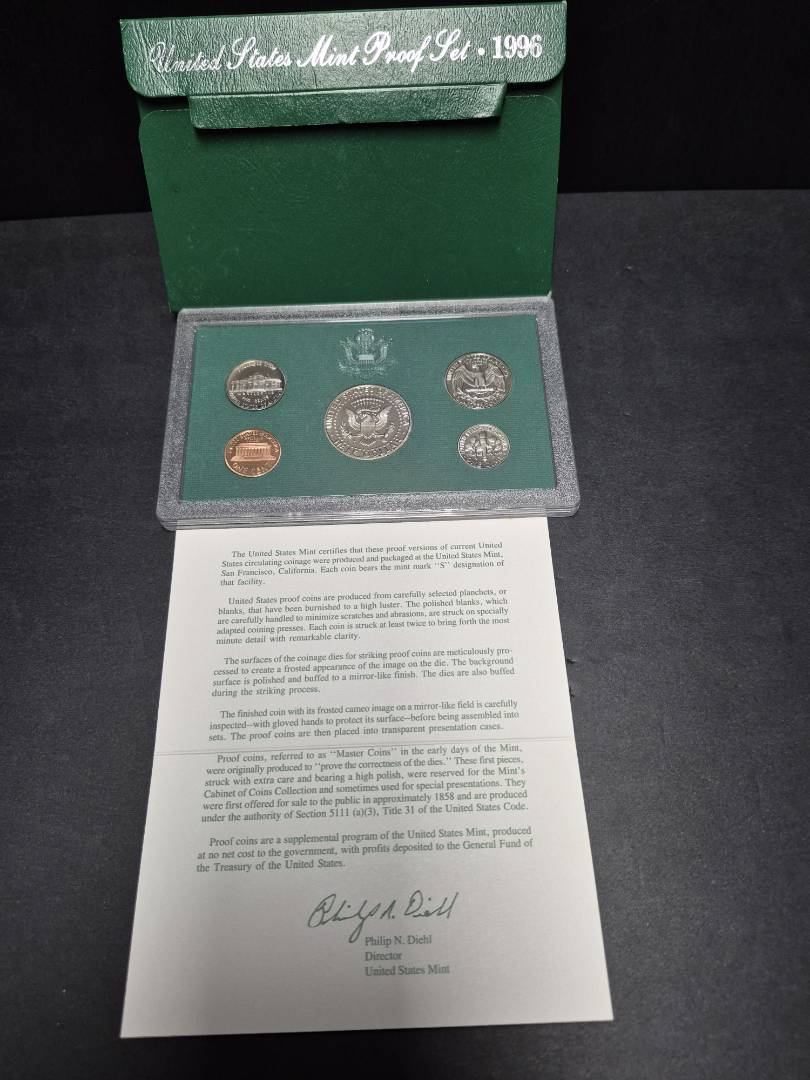 United States Mint Proof Set • 1996
UNITED STATES OF AMERICA
HALF DOLLAR
ONE CENT
The United States Mint certifies that these proof versions of current United
States circulating coinage were produced and packaged at the United States Mint,
San Francisco, California. Each coin bears the mint mark "S" designation of
that facility.
United States proof coins are produced from carefully selected planchets, or
blanks, that have been burnished to a high luster. The polished blanks, which
are carefully handled to minimize scratches and abrasions, are struck on specially
adapted coining presses. Each coin is struck at least twice to bring forth the most
minute detail with remarkable clarity.
The surfaces of the coinage dies for striking proof coins are meticulously pro-
cessed to create a frosted appearance of the image on the die. The background
surface is polished and buffed to a mirror-like finish. The dies are also buffed
during the striking process.
The finished coin with its frosted cameo image on a mirror-like field is carefully
inspected--with gloved hands to protect its surface--before being assembled into
sets. The proof coins are then placed into transparent presentation cases.
Proof coins, referred to as "Master Coins" in the early days of the Mint,
were originally produced to "prove the correctness of the dies." These first pieces,
struck with extra care and bearing a high polish, were reserved for the Mint's
Cabinet of Coins Collection and sometimes used for special presentations. They
were first offered for sale to the public in approximately 1858 and are produced
under the authority of Section 5111 (a)(3), Title 31 of the United States Code.
Proof coins are a supplemental program of the United States Mint, produced
at no net cost to the government, with profits deposited to the General Fund of
the Treasury of the United States.
Philip N. Diehl
Philip N. Diehl
Director
United States Mint